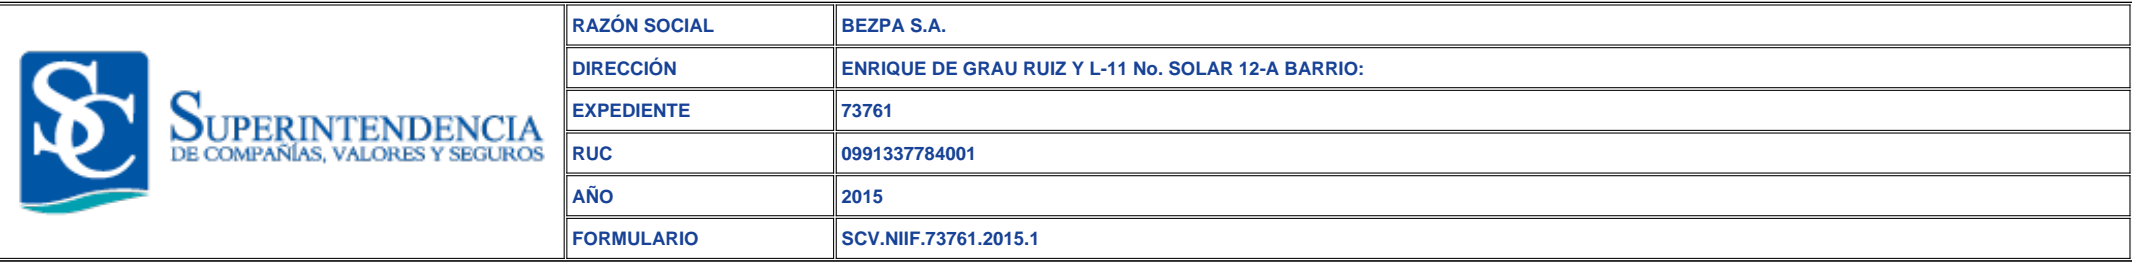 SC
SUPERINTENDENCIA
DE COMPAÑÍAS, VALORES Y SEGUROS
RAZÓN SOCIAL BEZPA S.A.
DIRECCIÓN ENRIQUE DE GRAU RUIZ Y L-11 No. SOLAR 12-A BARRIO:
EXPEDIENTE 73761
RUC 0991337784001
AÑO 2015
FORMULARIO SCV.NIIF.73761.2015.1